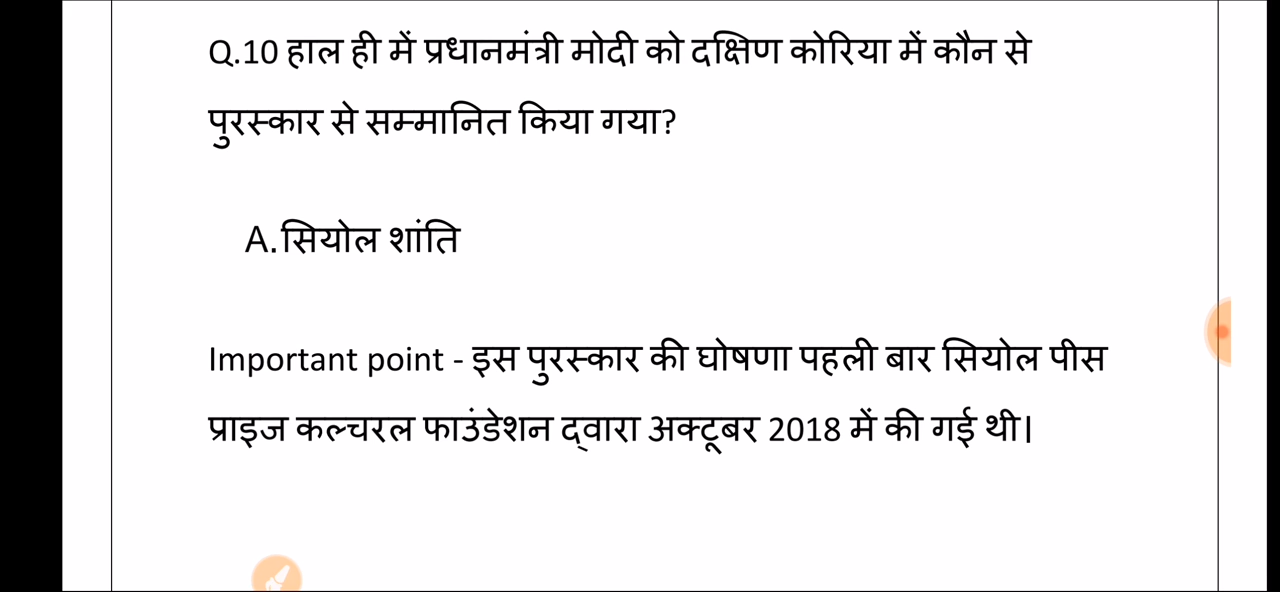 Q.10 हाल ही में प्रधानमंत्री मोदी को दक्षिण कोरिया में कौन से
पुरस्कार से सम्मानित किया गया?
A.सियोल शांति
Important point - इस पुरस्कार की घोषणा पहली बार सियोल पीस
प्राइज कल्चरल फाउंडेशन द्वारा अक्टूबर 2018 में की गई थी।